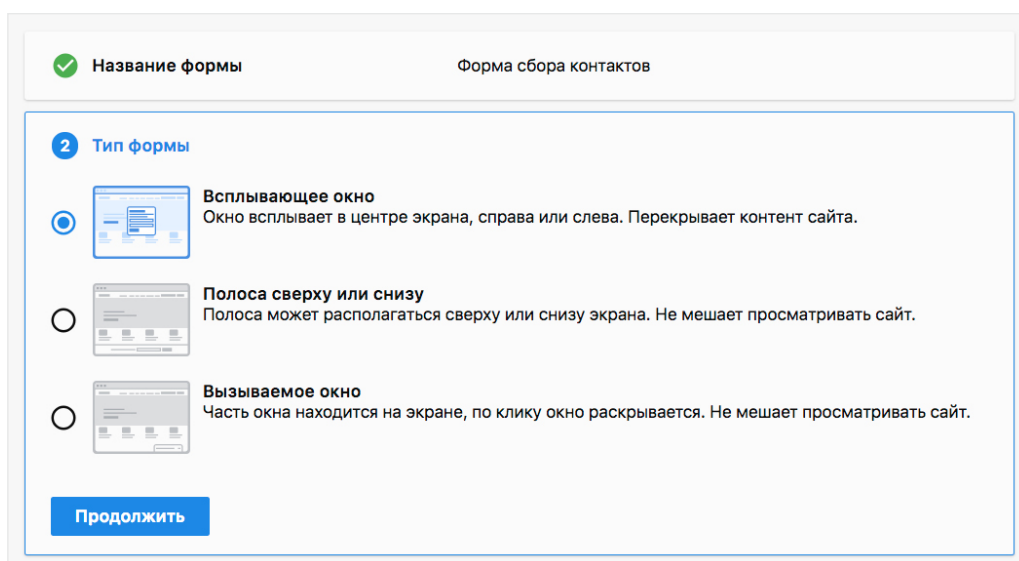 Название формы Форма сбора контактов
2 Тип формы
Всплывающее окно
Окно всплывает в центре экрана, справа или слева. Перекрывает контент сайта.
Полоса сверху или снизу
Полоса может располагаться сверху или снизу экрана. Не мешает просматривать сайт.
Вызываемое окно
Часть окна находится на экране, по клику окно раскрывается. Не мешает просматривать сайт.
Продолжить